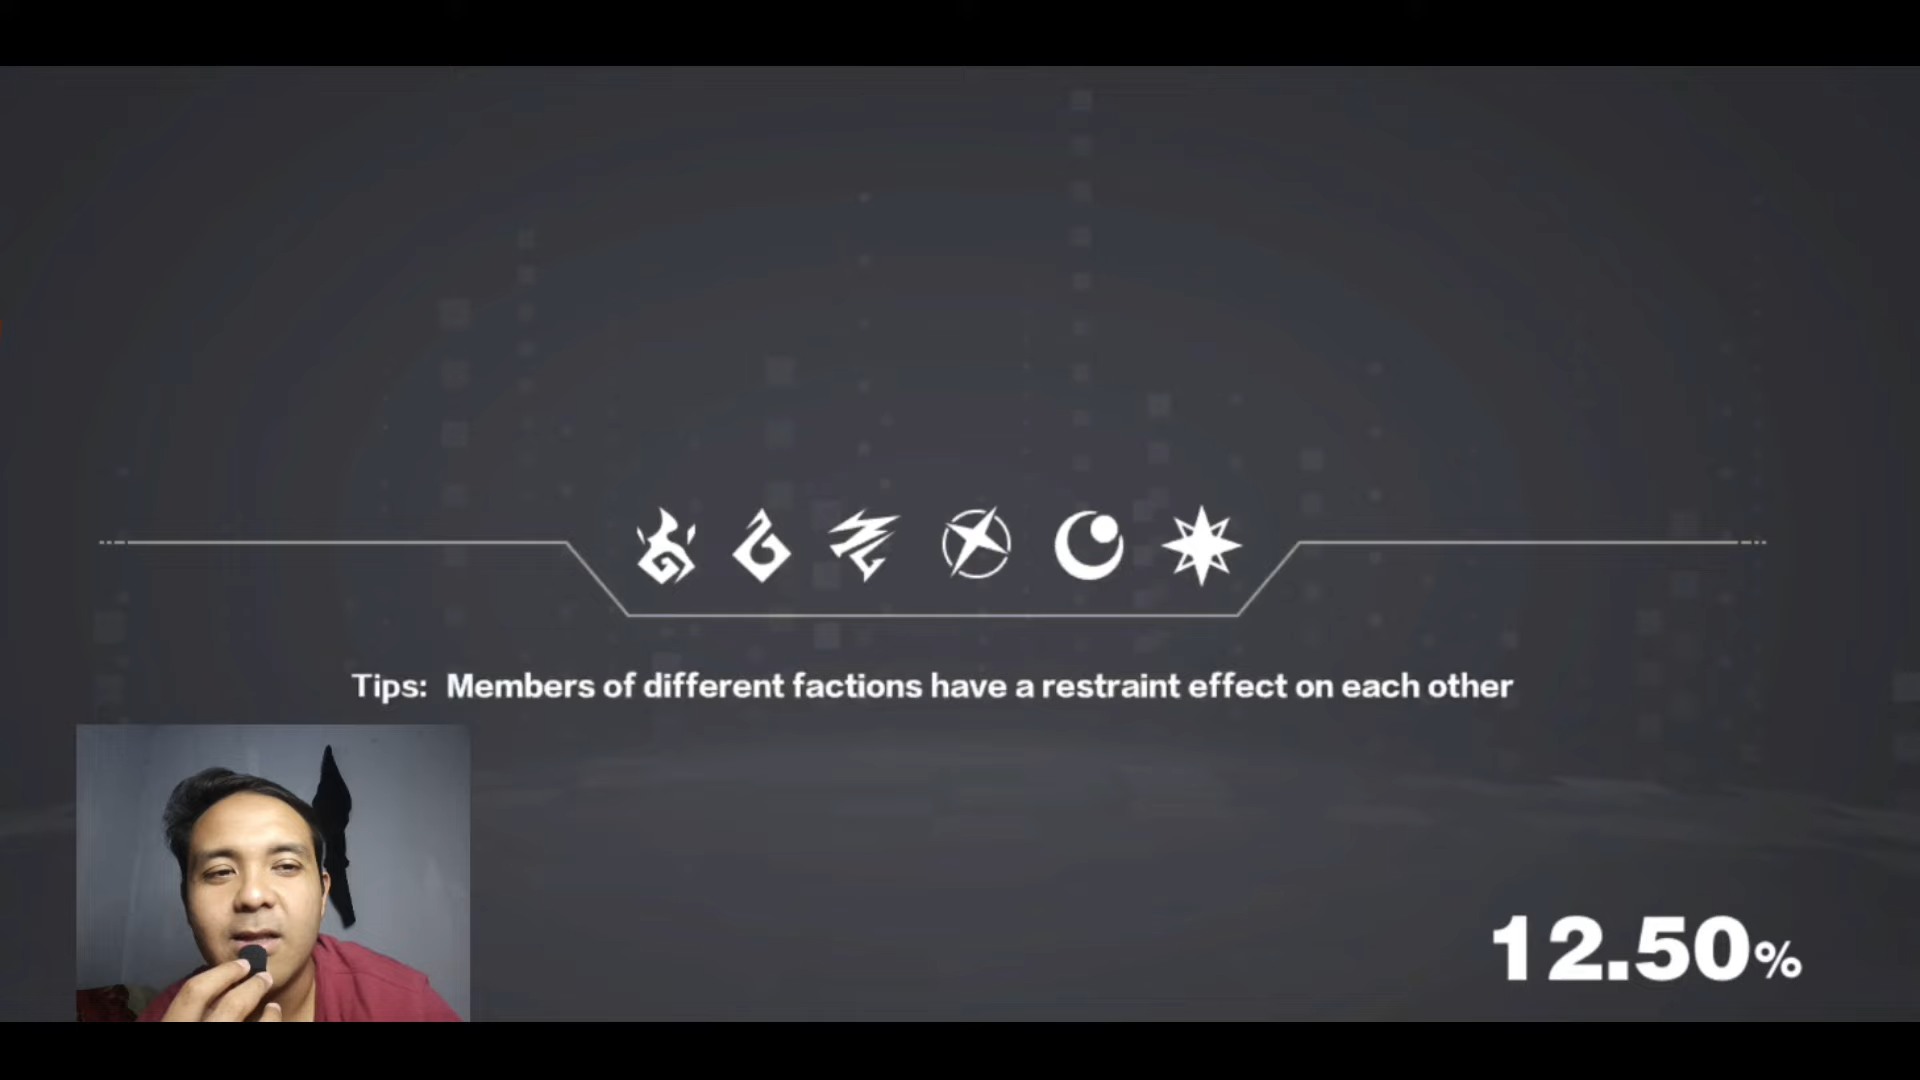 Tips: Members of different factions have a restraint effect on each other
12.50%